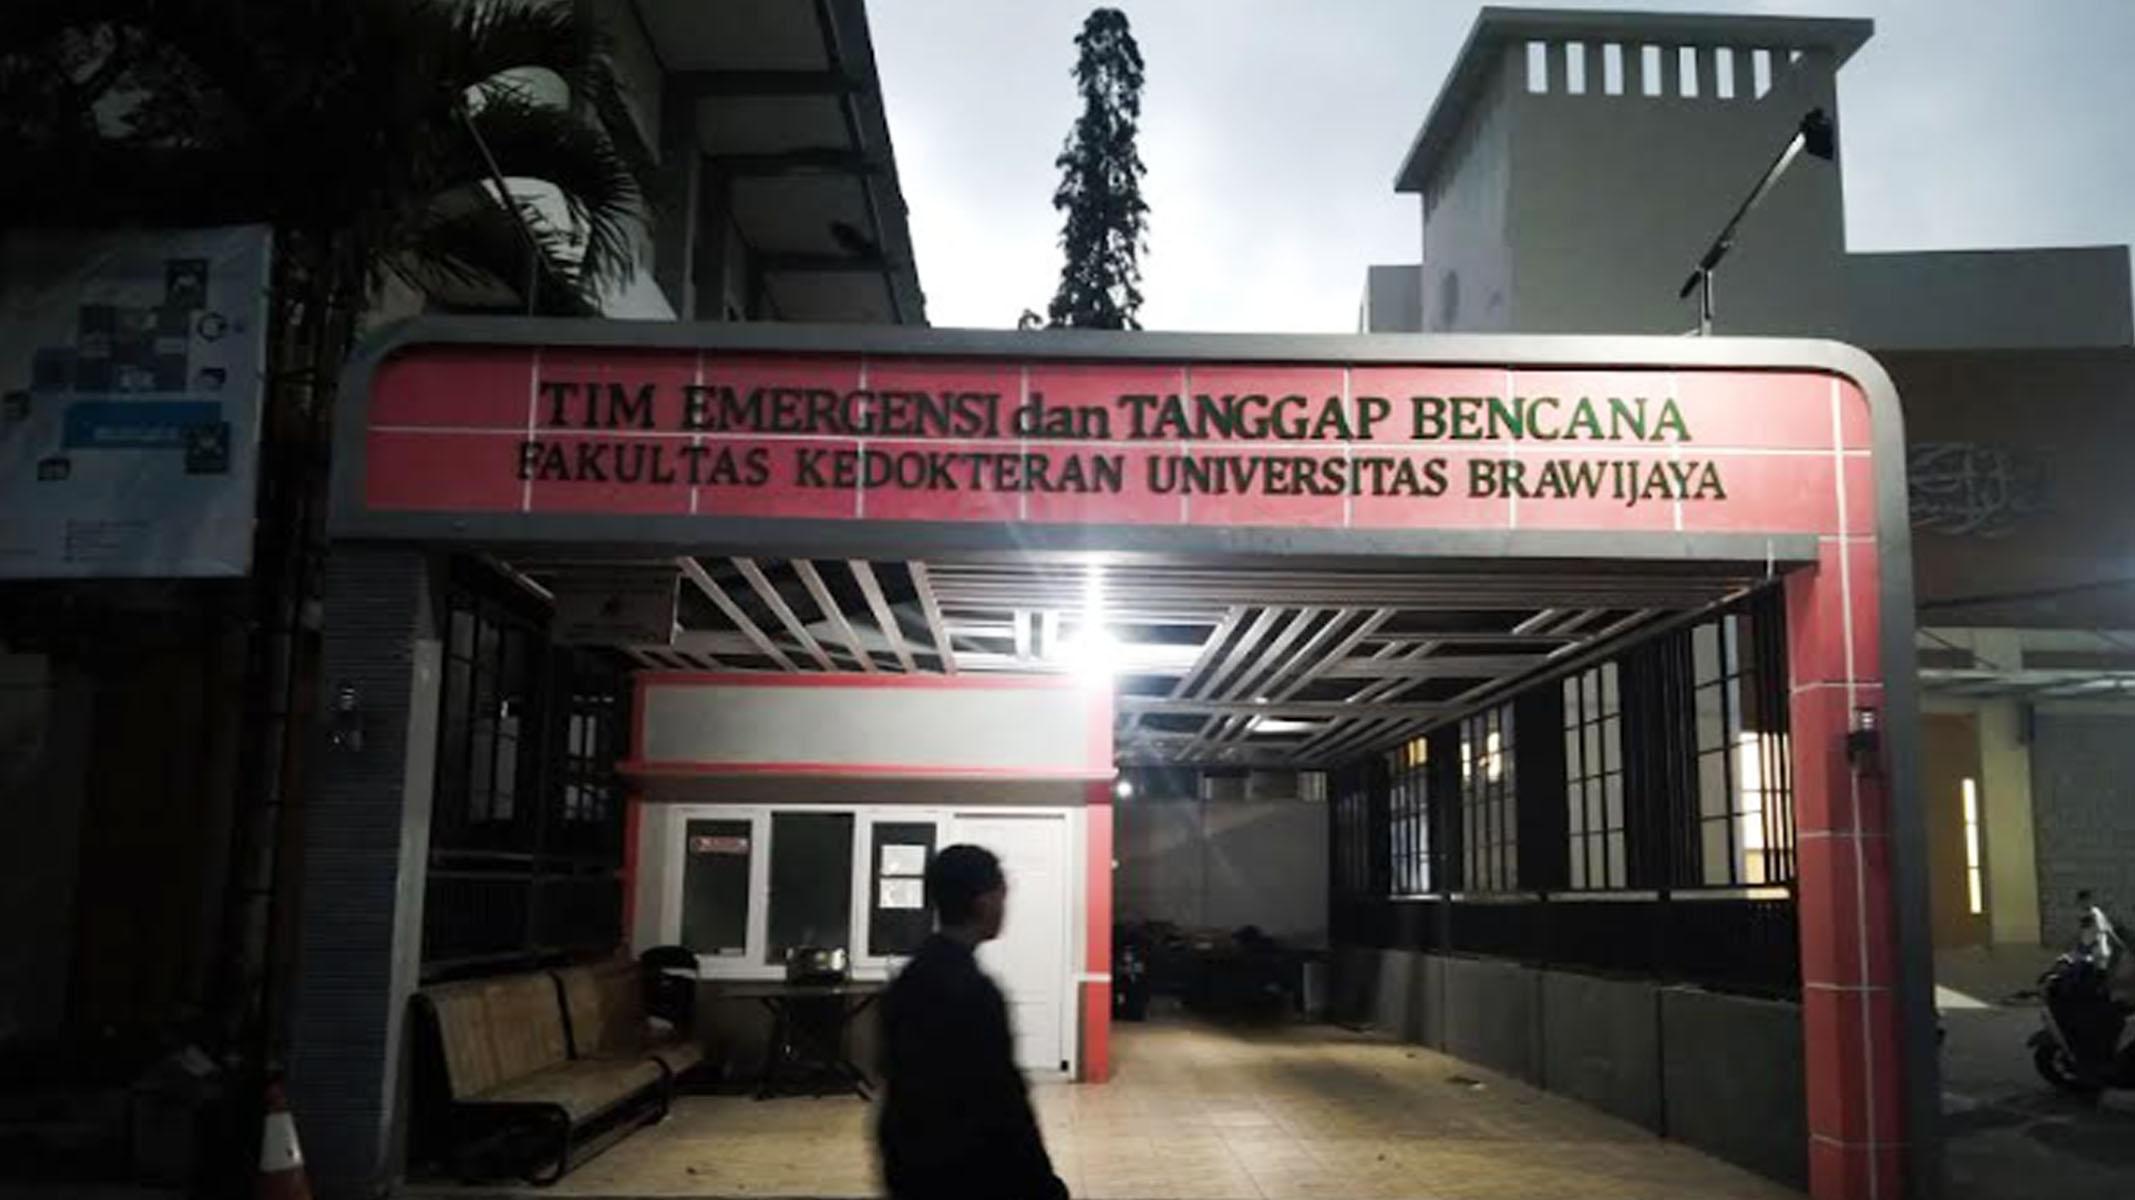 TIM EMERGENSI dan TANGGAP BENCANA
FAKULTAS KEDOKTERAN UNIVERSITAS BRAWIJAYA